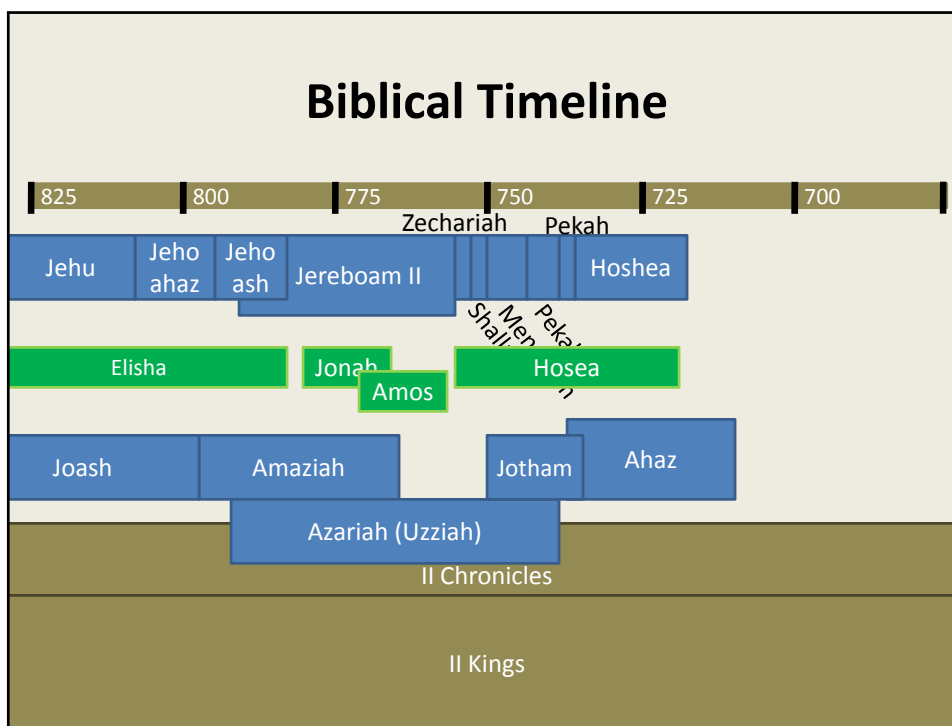 Biblical Timeline
825 800 775 750 725 700
Zechariah Pekah
Jehu
Jeho
ahaz
Jeho
ash
Jereboam II
Hoshea
Elisha
Jonah
Amos
Hosea
Joash
Amaziah
Jotham
Ahaz
Azariah (Uzziah)
II Chronicles
II Kings